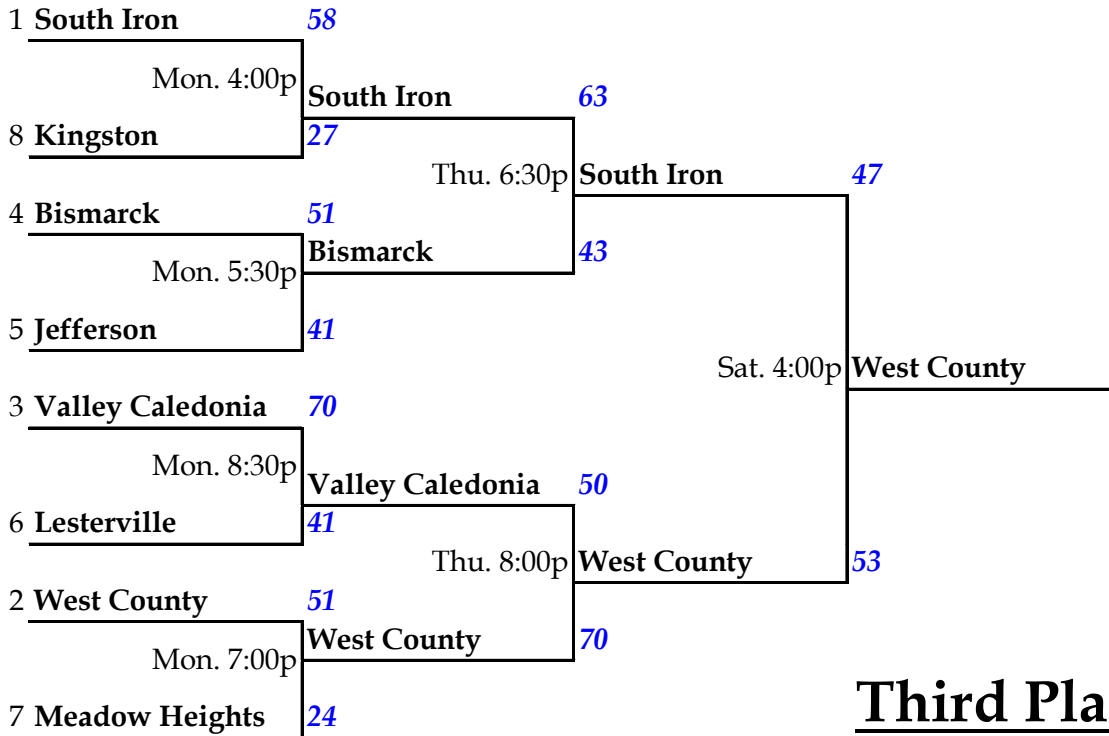 1 South Iron 58
Mon. 4:00p
South Iron 63
8 Kingston 27
Thu. 6:30p South Iron 47
4 Bismarck 51
Bismarck 43
Mon. 5:30p
5 Jefferson 41
Sat. 4:00p West County
3 Valley Caledonia 70
Mon. 8:30p
Valley Caledonia 50
6 Lesterville 41
Thu. 8:00p West County 53
2 West County 51
West County 70
Mon. 7:00p
7 Meadow Heights 24
Third Pla